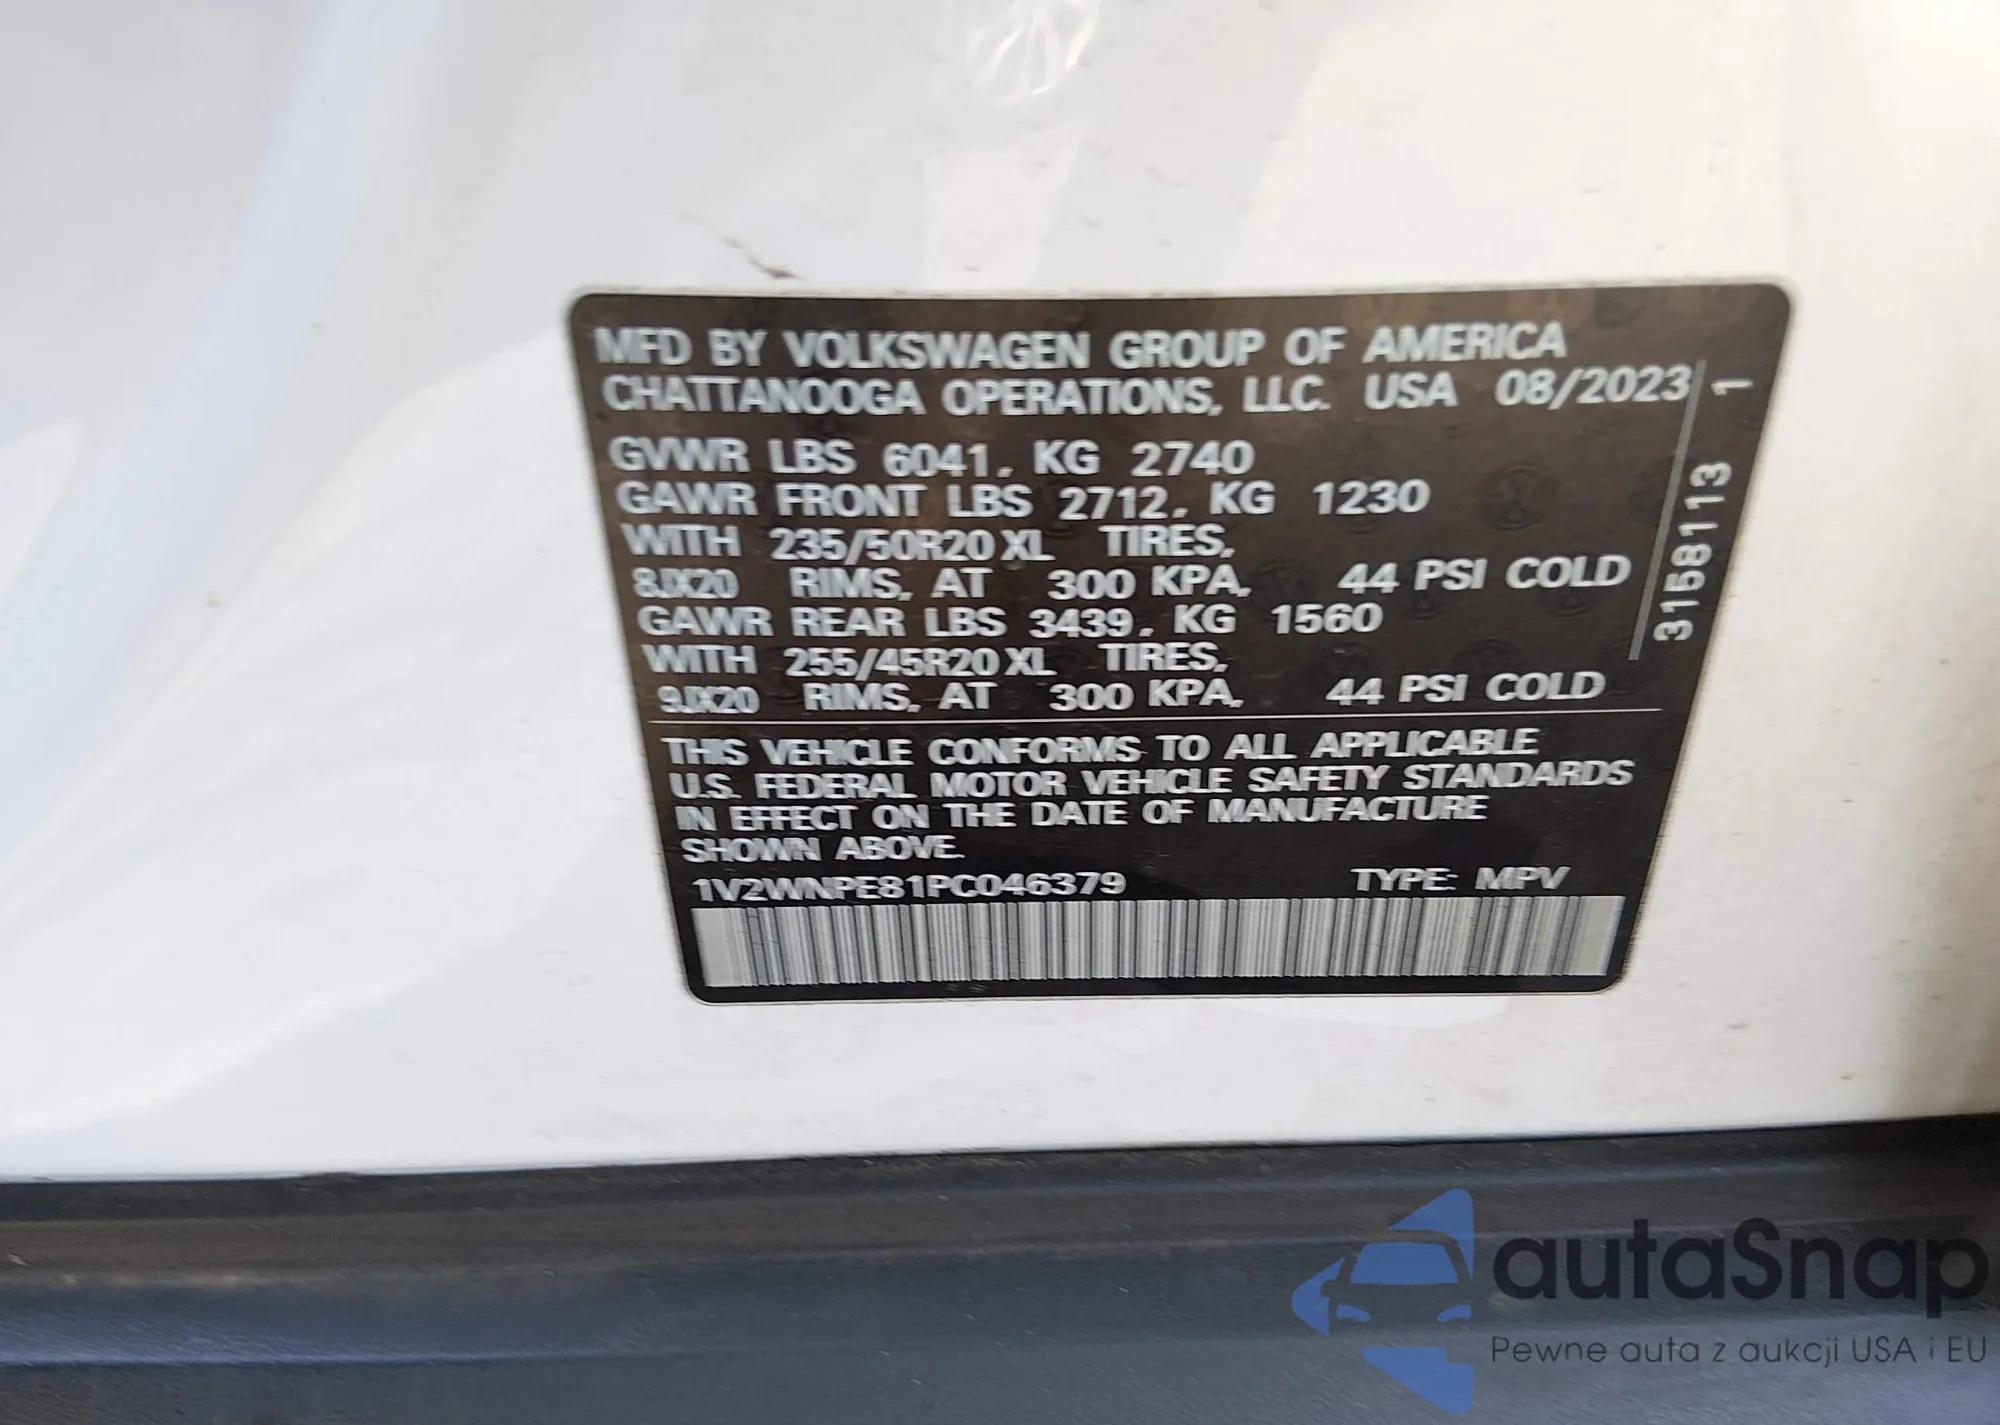 MFD BY VOLKSWAGEN GROUP OF AMERICA
CHATTANOOGA OPERATIONS, LLC. USA 08/2023
GVWR LBS 6041, KG 2740
GAWR FRONT LBS 2712, KG 1230
WITH 235/50R20 XL TIRES,
8JX20 RIMS, AT 300 KPA, 44 PSI COLD
GAWR REAR LBS 3439, KG 1560
WITH 255/45R20 XL TIRES,
9JX20 RIMS, AT 300 KPA, 44 PSI COLD
3158113 1
THIS VEHICLE CONFORMS TO ALL APPLICABLE
U.S. FEDERAL MOTOR VEHICLE SAFETY STANDARDS
IN EFFECT ON THE DATE OF MANUFACTURE
SHOWN ABOVE.
1V2WNPE81PC046379 TYPE: MPV
autaSnap
Pewne auta z aukcji USA i EU